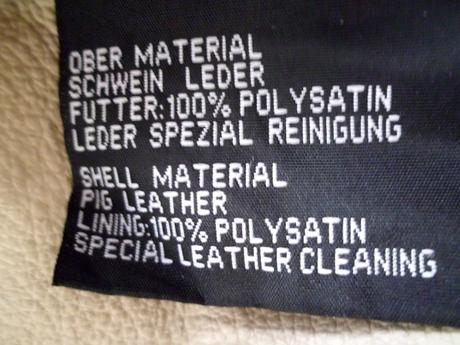 OBER MATERIAL
SCHWEIN LEDER
FUTTER:100% POLYSATIN
LEDER SPEZIAL REINIGUNG
SHELL MATERIAL
PIG LEATHER
LINING:100% POLYSATIN
SPECIAL LEATHER CLEANING